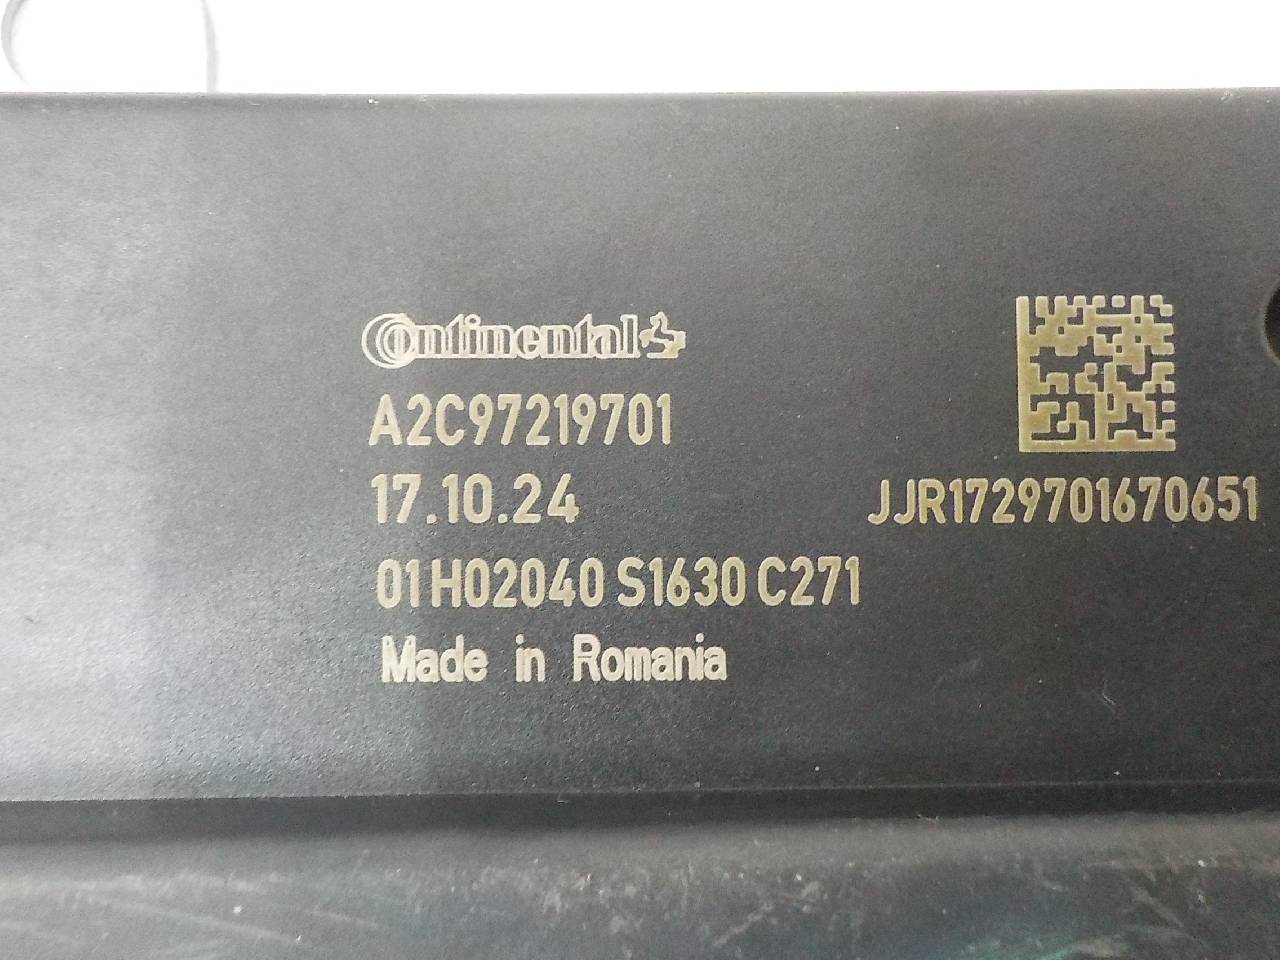 Continental
A2C97219701
17.10.24
JJR1729701670651
01H02040 S1630 C271
Made in Romania